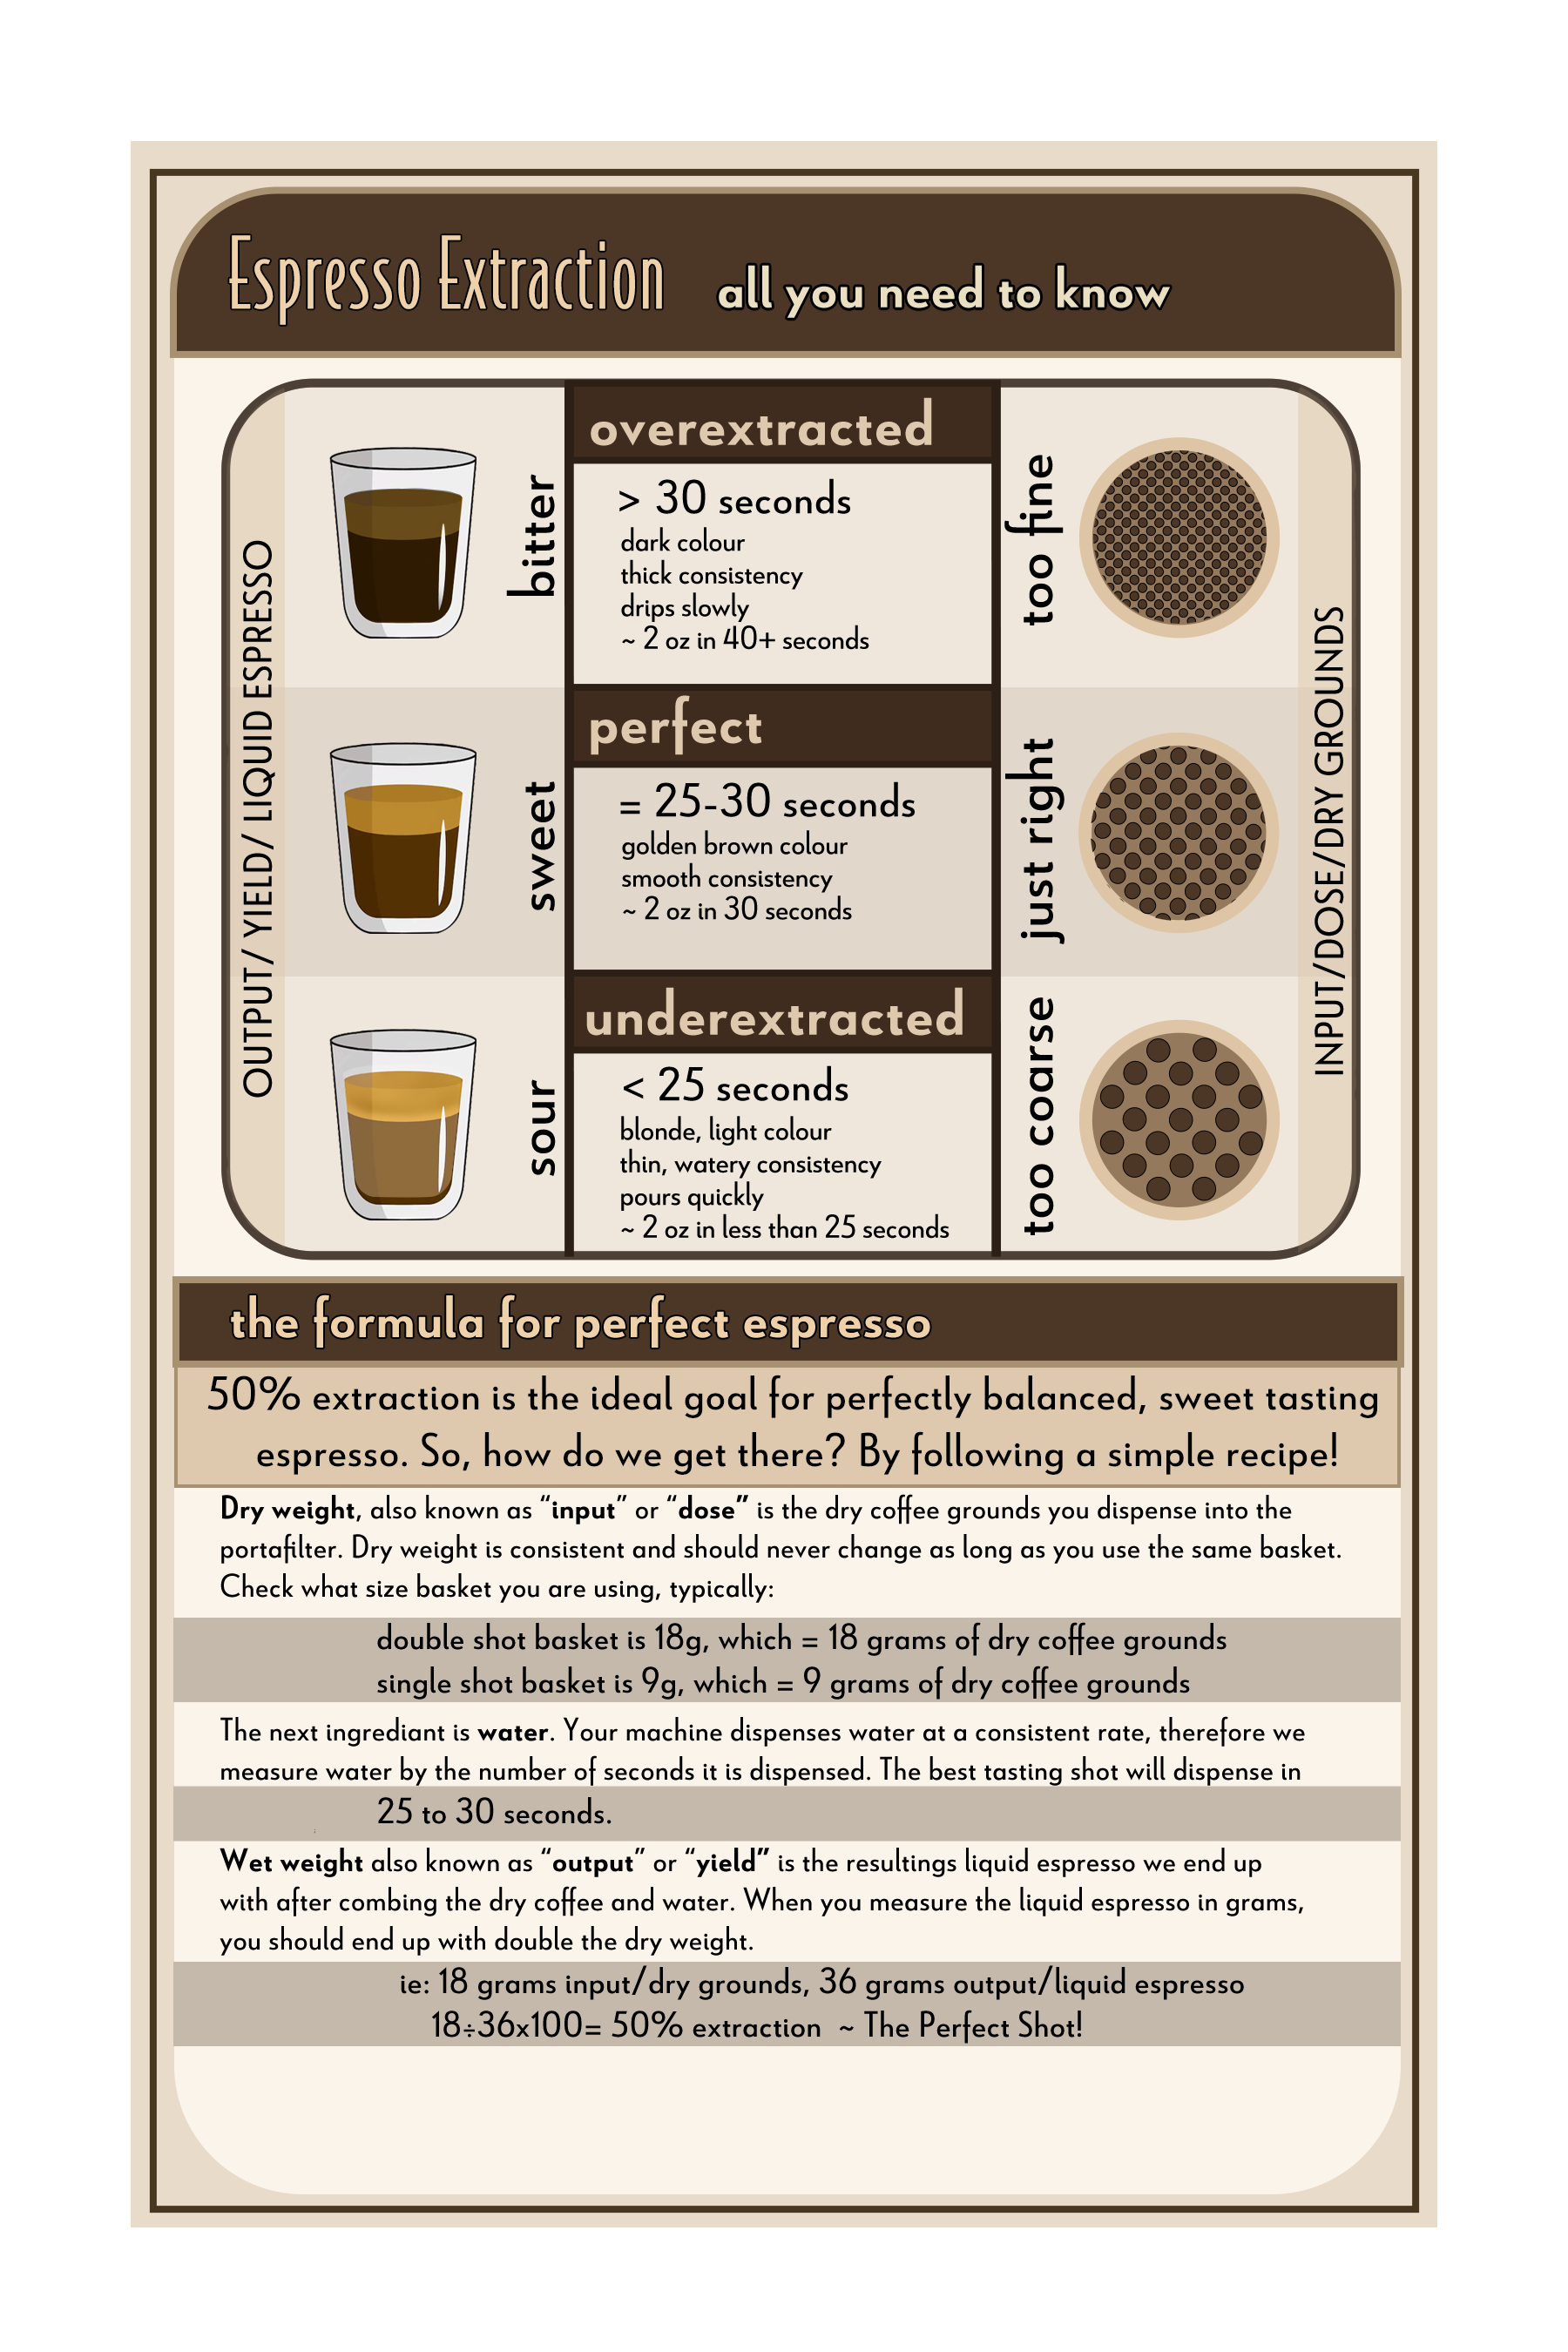 Espresso Extraction all you need to know
OUTPUT/ YIELD/ LIQUID ESPRESSO
bitter
overextracted
> 30 seconds
dark colour
thick consistency
drips slowly
~ 2 oz in 40+ seconds
too fine
sweet
perfect
= 25-30 seconds
golden brown colour
smooth consistency
~ 2 oz in 30 seconds
just right
sour
underextracted
< 25 seconds
blonde, light colour
thin, watery consistency
pours quickly
~ 2 oz in less than 25 seconds
too coarse
INPUT/DOSE/DRY GROUNDS
the formula for perfect espresso
50% extraction is the ideal goal for perfectly balanced, sweet tasting
espresso. So, how do we get there? By following a simple recipe!
Dry weight, also known as “input” or “dose” is the dry coffee grounds you dispense into the
portafilter. Dry weight is consistent and should never change as long as you use the same basket.
Check what size basket you are using, typically:
double shot basket is 18g, which = 18 grams of dry coffee grounds
single shot basket is 9g, which = 9 grams of dry coffee grounds
The next ingrediant is water. Your machine dispenses water at a consistent rate, therefore we
measure water by the number of seconds it is dispensed. The best tasting shot will dispense in
25 to 30 seconds.
Wet weight also known as “output” or “yield” is the resultings liquid espresso we end up
with after combing the dry coffee and water. When you measure the liquid espresso in grams,
you should end up with double the dry weight.
ie: 18 grams input/dry grounds, 36 grams output/liquid espresso
18÷36x100= 50% extraction ~ The Perfect Shot!